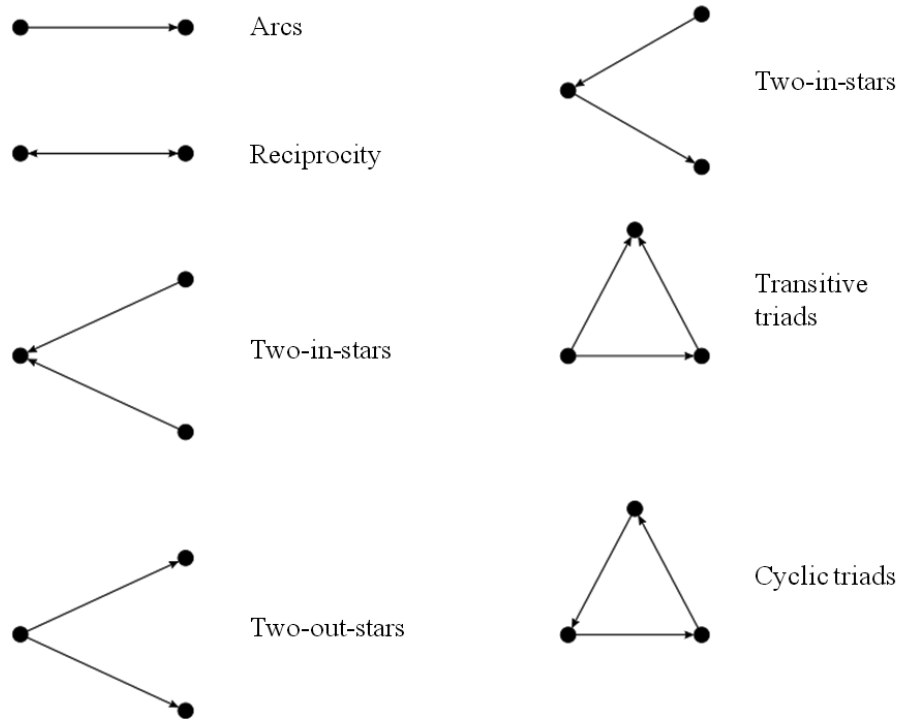 Arcs
Reciprocity
Two-in-stars
Two-out-stars
Two-in-stars
Transitive
triads
Cyclic triads